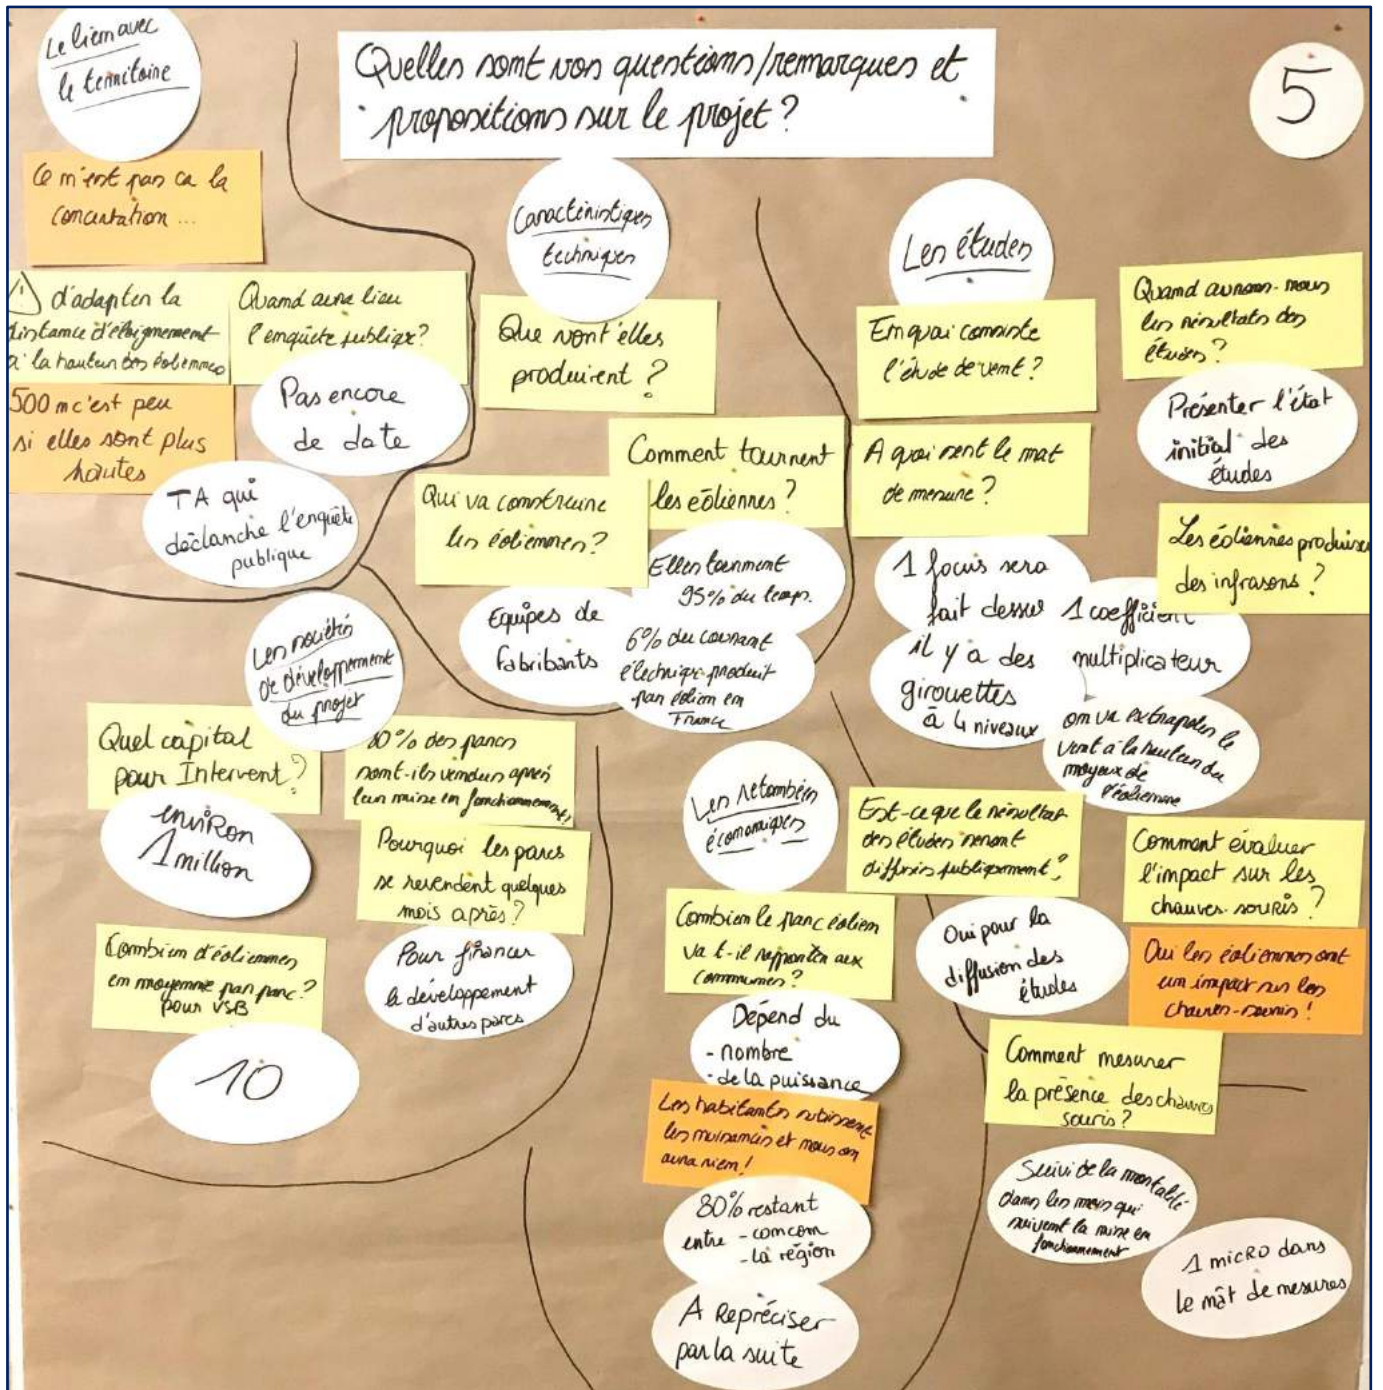 Quelles sont vos questions/remarques et
propositions sur le projet ?
5
Le lien avec
le territoire
Ce n'est pas ca la
concertation ...
! d'adapter la
distance d'éloignement
à la hauteur des éoliennes
500 m c'est peu
si elles sont plus
hautes
Quand aura lieu
l'enquête publique ?
Pas encore
de date
TA qui
déclanche l'enquête
publique
Caractéristiques
techniques
Que vont'elles
produirent ?
Comment tournent
les eòliennes ?
Elles tournent
95% du temps.
6% du courant
électrique produit
par éolien en
France
Qui va construire
les éoliennes ?
Equipes de
fabribants
Les études
En quoi consiste
l'étude de vent ?
A quoi sert le mat
de mesure ?
1 focus sera
fait dessu
il y a des
girouettes
à 4 niveaux
1 coefficient
multiplicateur
on va extrapoler le
vent à la hauteur du
moyeux de
l'éolienne
Quand aurons-nous
les résultats des
études ?
Présenter l'état
initial des
études
Les éoliennes produise
des infrasons ?
Est-ce que le résultat
des études seront
diffusés publiquement ?
Oui pour la
diffusion des
études
Comment évaluer
l'impact sur les
chauves-souris ?
Oui les éoliennes ont
un impact sur les
chauves-souris !
Comment mesurer
la présence des chauves
souris ?
Suivi de la mortalité
dans les mois qui
suivent la mise en
fonctionnement
1 micro dans
le mât de mesures
Les sociétés
de développement
du projet
Quel capital
pour Intervent ?
environ
1 million
80% des parcs
sont-ils vendus après
leur mise en fonctionnement !
Pourquoi les parcs
se revendent quelques
mois après ?
Pour financer
le développement
d'autres parcs
Combien d'éoliennes
en moyenne par parc ?
pour VSB
10
Les retombées
économiques
Combien le parc éolien
va t-il rapporter aux
communes ?
Dépend du
- nombre
- de la puissance
Les habitants subissent
les nuisances et nous on
aura rien !
80% restant
entre - comcom
- la région
A Repréciser
par la suite